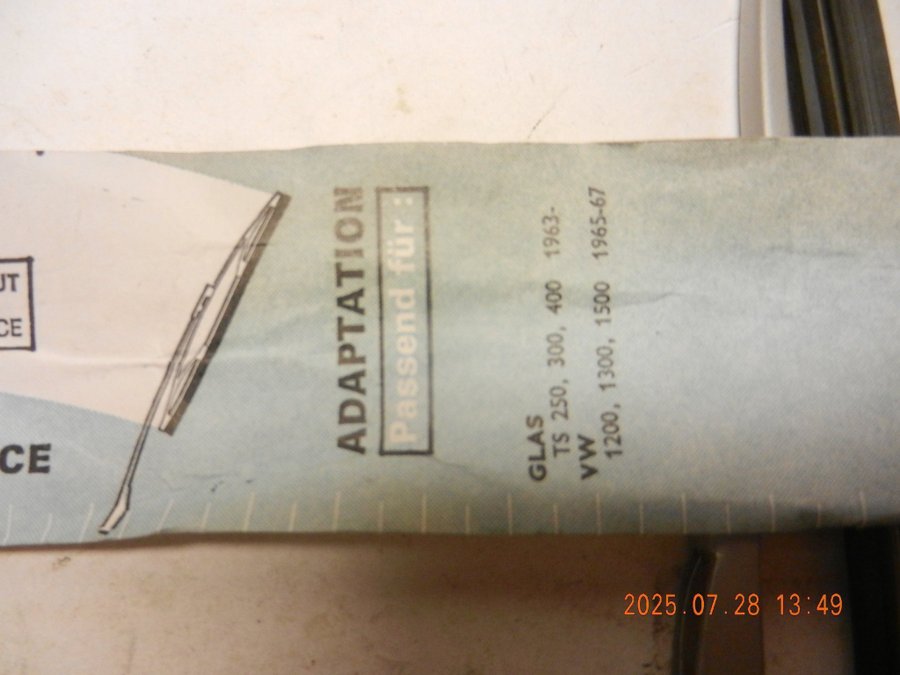 UT
CE
CE
ADAPTATION
Passend für :
GLAS
TS 250, 300, 400 1963-
VW
1200, 1300, 1500 1965-67
2025.07.28 13:49